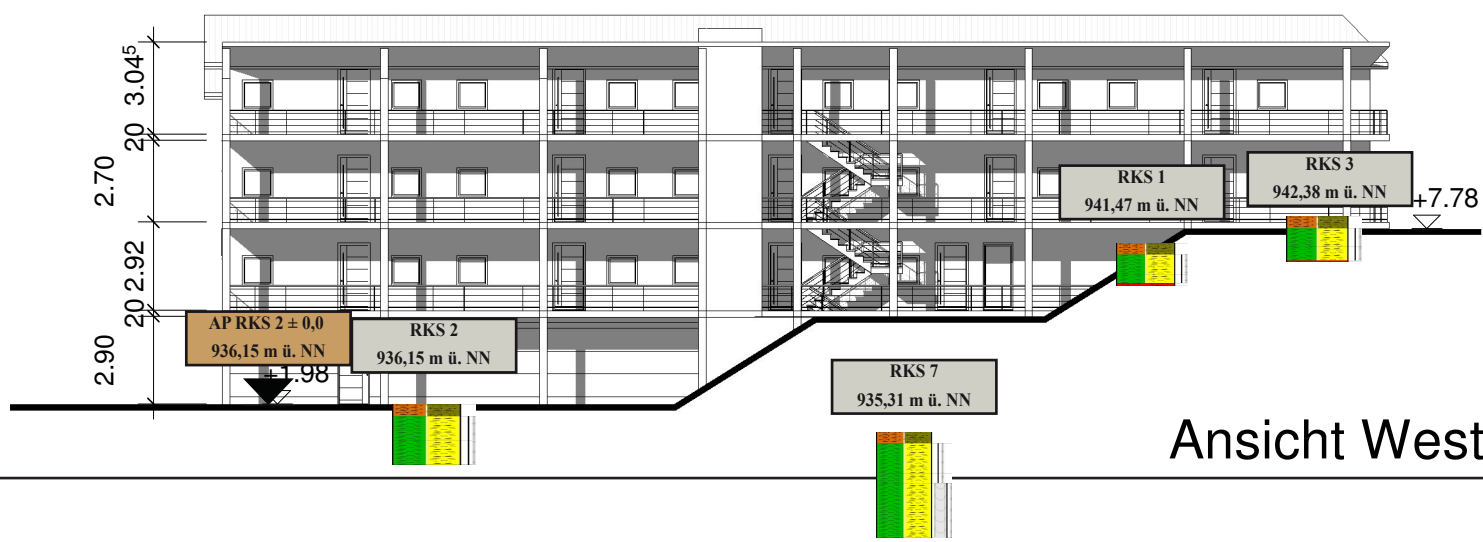 3.04⁵
20
2.70
2.92
20
2.90
RKS 3
942,38 m ü. NN
RKS 1
941,47 m ü. NN
+7.78
AP RKS 2 ± 0,0
936,15 m ü. NN
RKS 2
936,15 m ü. NN
+1.98
RKS 7
935,31 m ü. NN
Ansicht West